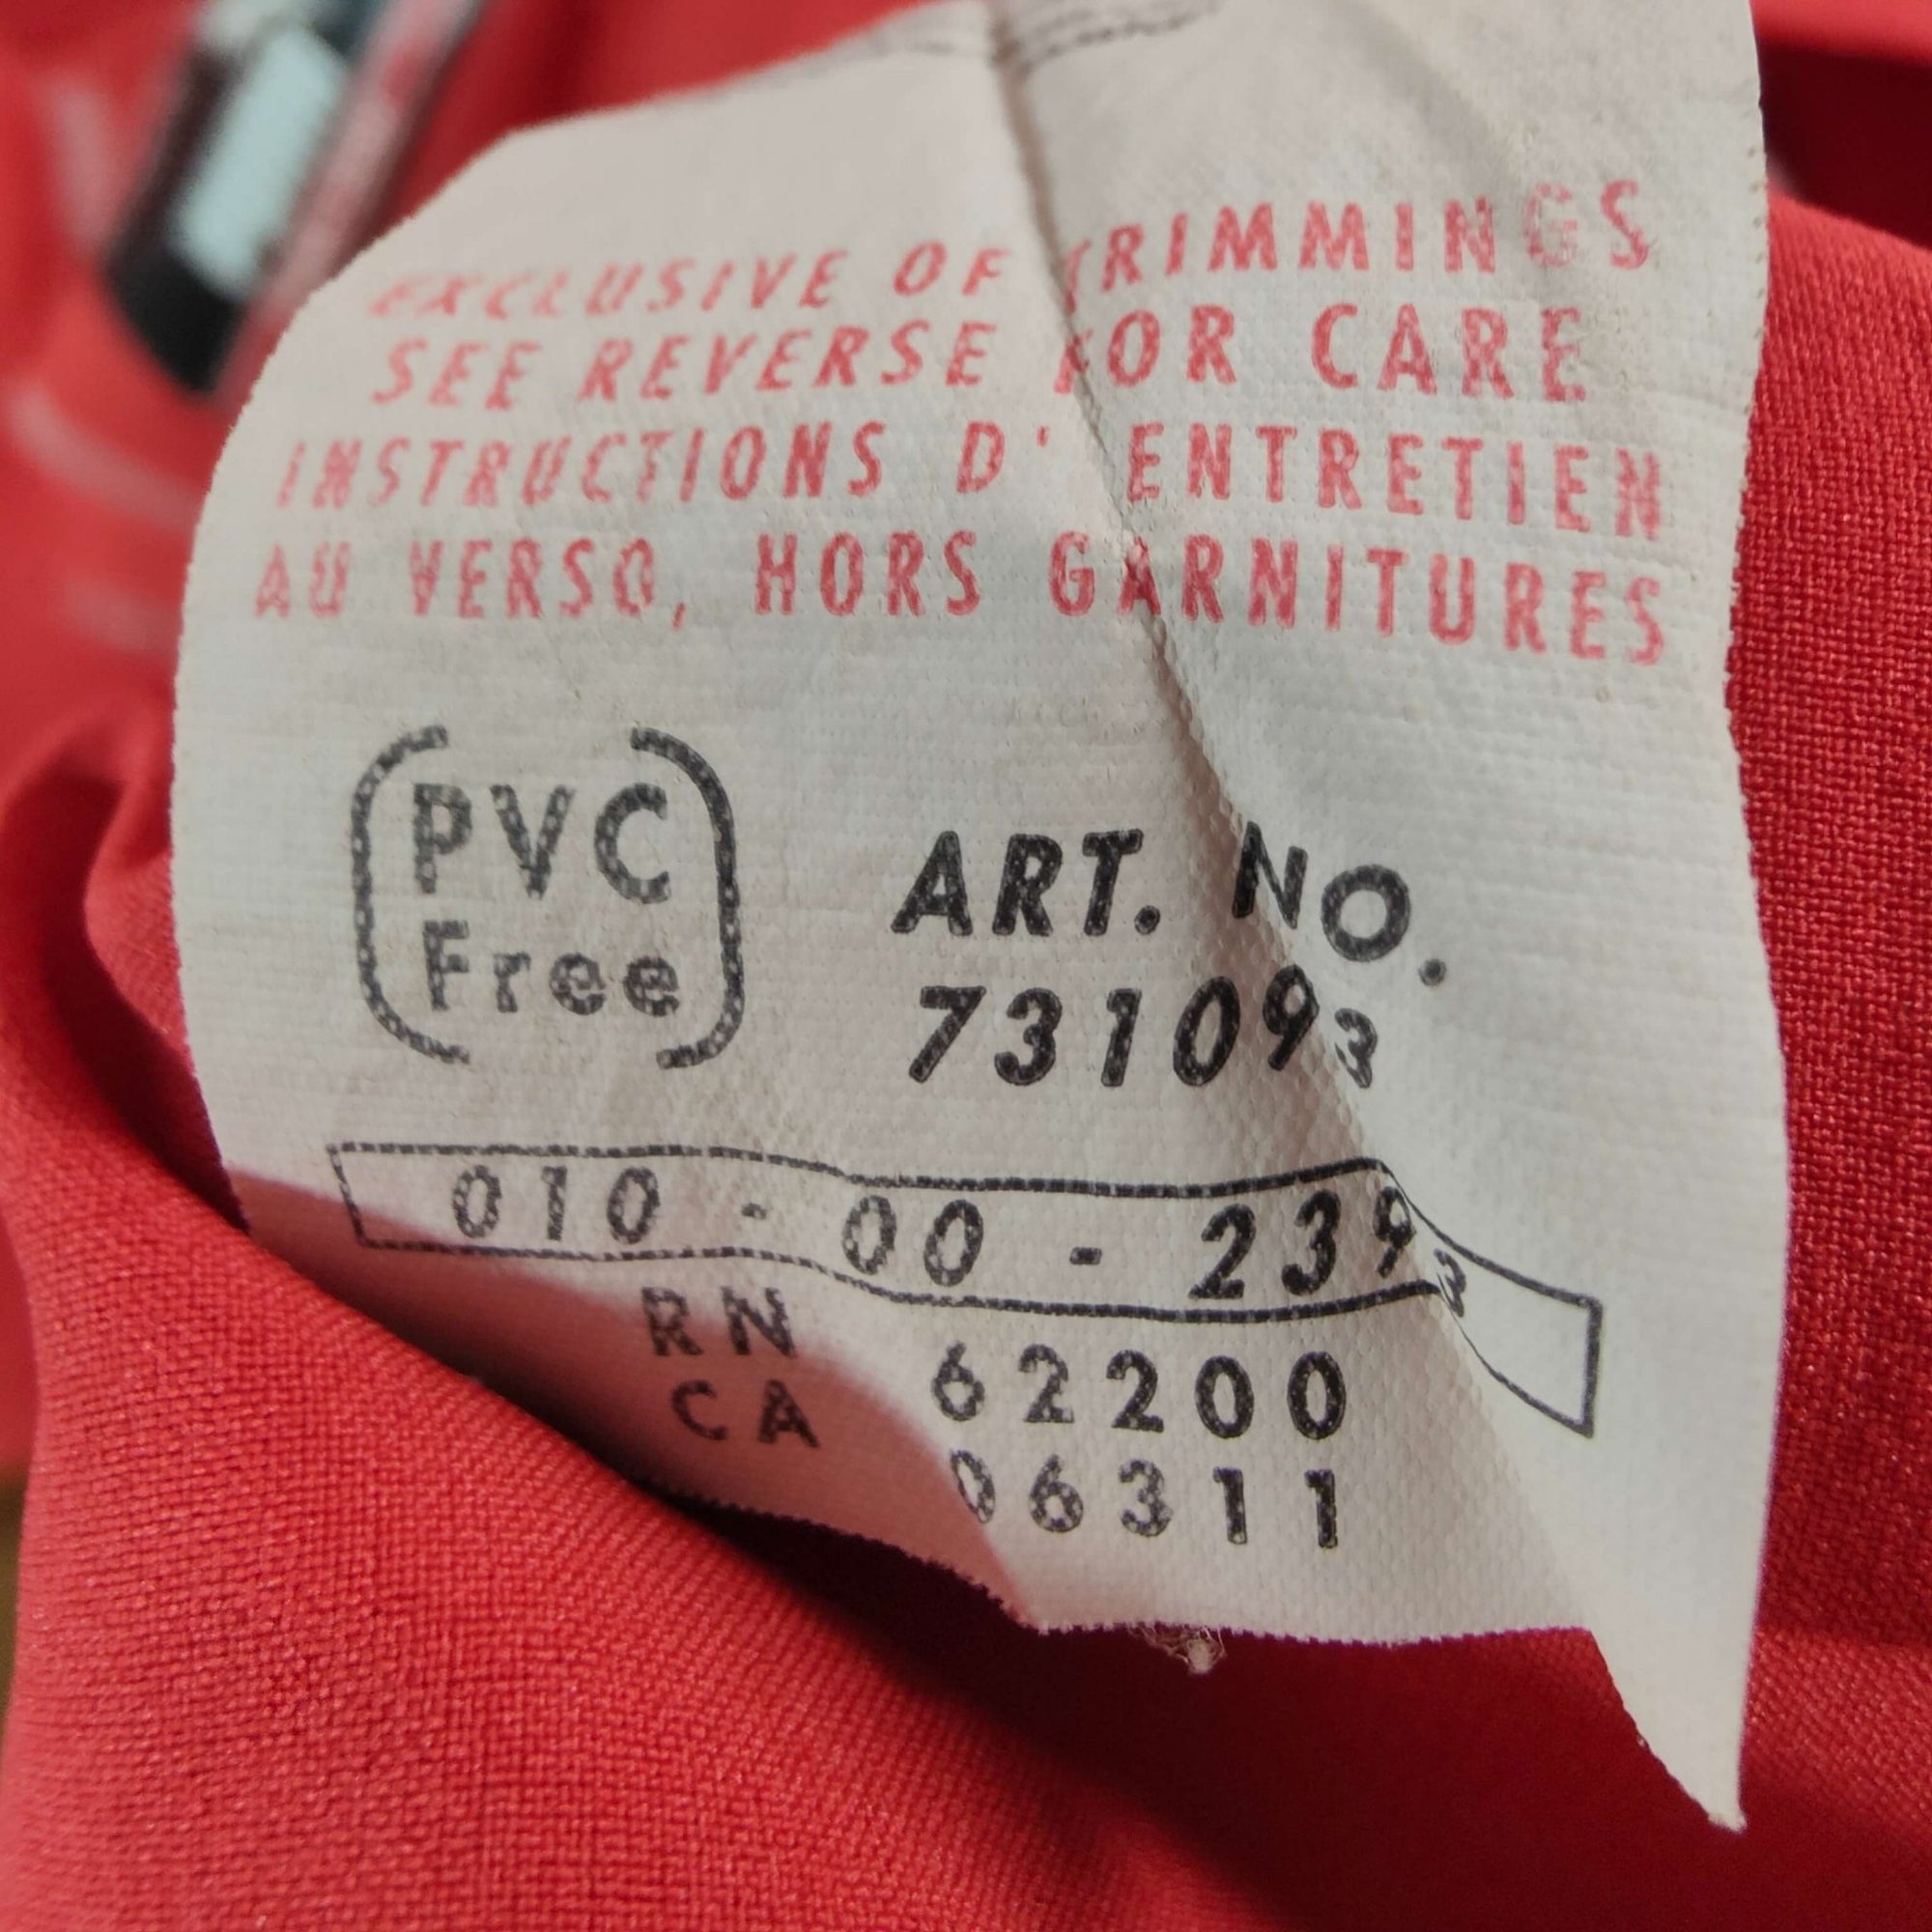 EXCLUSIVE OF TRIMMINGS
SEE REVERSE FOR CARE
INSTRUCTIONS D' ENTRETIEN
AU VERSO, HORS GARNITURES
PVC
Free
ART. NO.
731093
010 - 00 - 2393
RN 62200
CA 06311